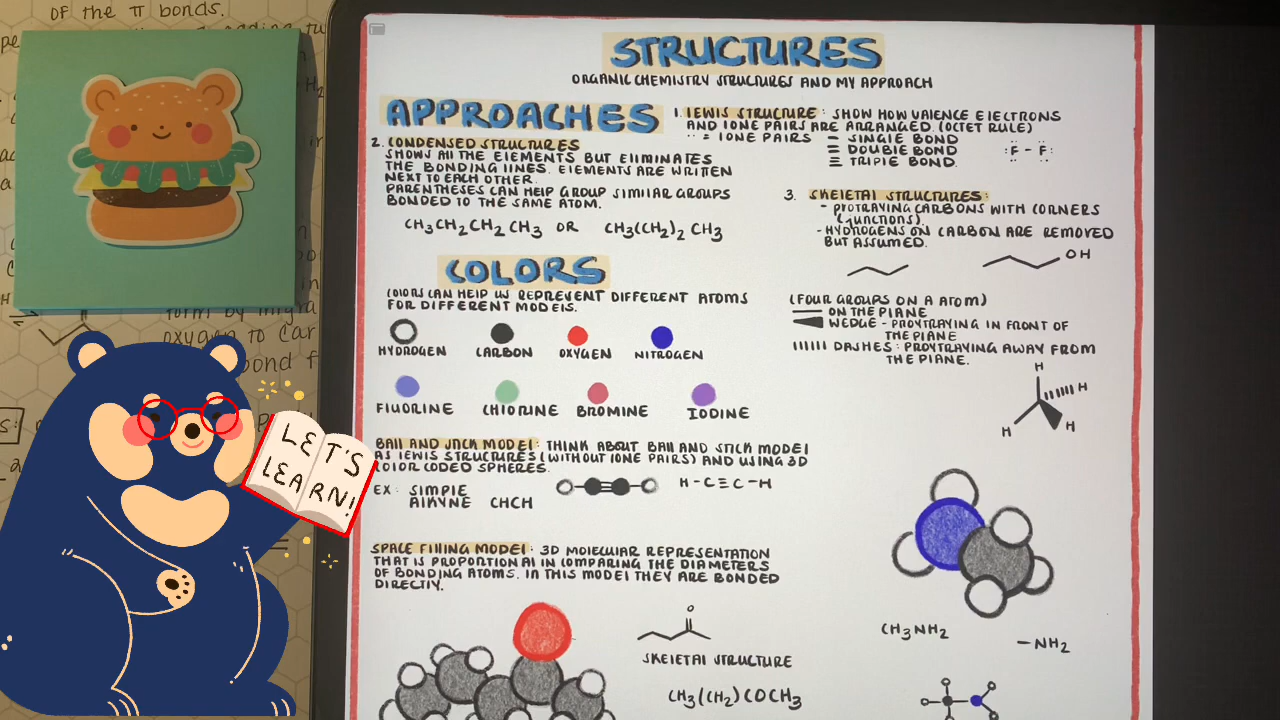 OF THE π BONDS.
STRUCTURES
ORGANIC CHEMISTRY STRUCTURES AND MY APPROACH
APPROACHES
1. LEWIS STRUCTURE: SHOW HOW VALENCE ELECTRONS
AND LONE PAIRS ARE ARRANGED. (OCTET RULE)
·· = LONE PAIRS
— SINGLE BOND
= DOUBLE BOND
≡ TRIPLE BOND.
:F - F:
2. CONDENSED STRUCTURES
SHOWS ALL THE ELEMENTS BUT ELIMINATES
THE BONDING LINES. ELEMENTS ARE WRITTEN
NEXT TO EACH OTHER.
PARENTHESES CAN HELP GROUP SIMILAR GROUPS
BONDED TO THE SAME ATOM.
CH₃CH₂CH₂CH₃ OR CH₃(CH₂)₂CH₃
3. SKELETAL STRUCTURES:
- PROTRAYING CARBONS WITH CORNERS
(JUNCTIONS).
- HYDROGENS ON CARBON ARE REMOVED
BUT ASSUMED.
OH
(FOUR GROUPS ON A ATOM)
ON THE PLANE
WEDGE - PROYTRAYING IN FRONT OF
THE PLANE
DASHES: PROYTRAYING AWAY FROM
THE PLANE.
H
H
H
H
COLORS
COLORS CAN HELP US REPREVENT DIFFERENT ATOMS
FOR DIFFERENT MODELS.
HYDROGEN CARBON OXYGEN NITROGEN
FLUORINE CHLORINE BROMINE IODINE
BALL AND STICK MODEL: THINK ABOUT BALL AND STICK MODEL
AS LEWIS STRUCTURES (WITHOUT LONE PAIRS) AND USING 3D
COLOR CODED SPHERES.
EX: SIMPLE
ALKYNE CHCH
H-C≡C-H
SPACE FILLING MODEL: 3D MOLECULAR REPRESENTATION
THAT IS PROPORTIONAL IN COMPARING THE DIAMETERS
OF BONDING ATOMS. IN THIS MODEL THEY ARE BONDED
DIRECTLY.
O
SKELETAL STRUCTURE
CH₃(CH₂)COCH₃
CH₃NH₂
-NH₂
LET'S
LEARN!
OXYGEN TO CAR